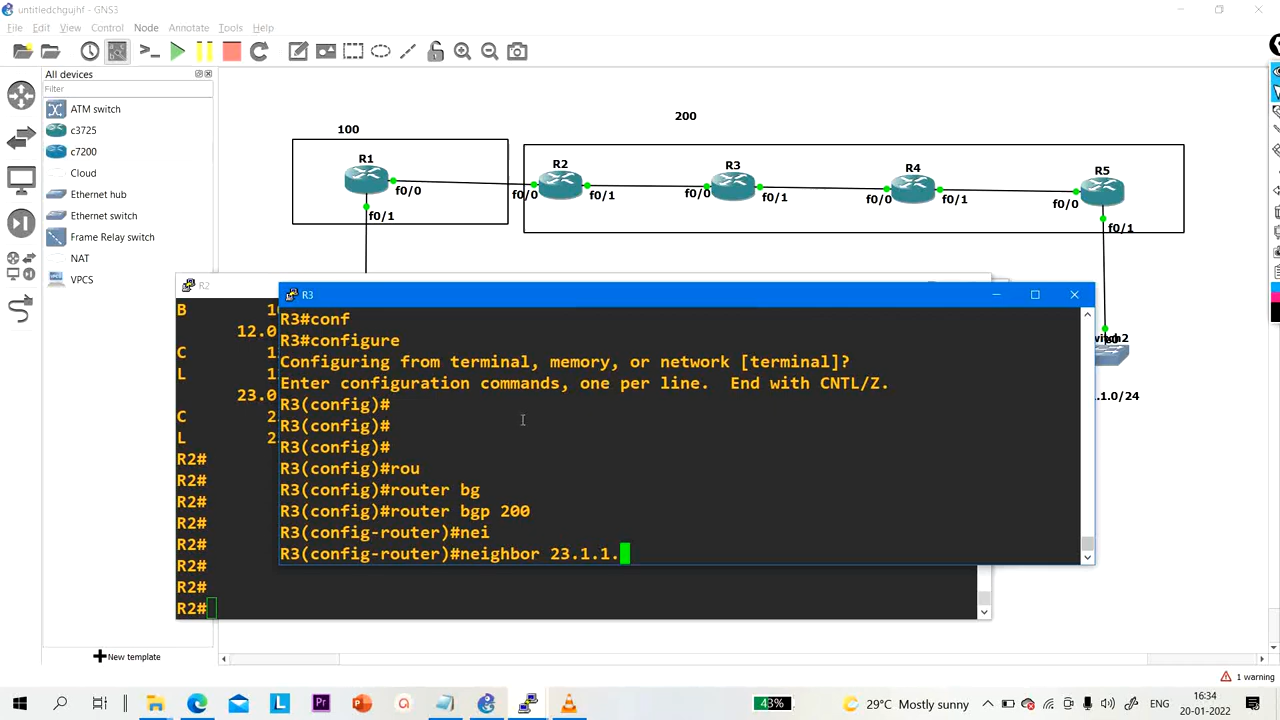 untitledchgujhf - GNS3
File Edit View Control Node Annotate Tools Help
All devices
Filter
ATM switch
c3725
c7200
Cloud
Ethernet hub
Ethernet switch
Frame Relay switch
NAT
VPCS
New template
100
200
R1
R2
R3
R4
R5
f0/0
f0/0
f0/1
f0/0
f0/1
f0/0
f0/1
f0/0
f0/1
f0/1
.1.0/24
R2
B
12.0
C
L
23.0
C
L
R2#
R2#
R2#
R2#
R2#
R2#
R2#
R2#
R3
R3#conf
R3#configure
Configuring from terminal, memory, or network [terminal]?
Enter configuration commands, one per line. End with CNTL/Z.
R3(config)#
R3(config)#
R3(config)#
R3(config)#rou
R3(config)#router bg
R3(config)#router bgp 200
R3(config-router)#nei
R3(config-router)#neighbor 23.1.1.
1 warning
43%
29°C Mostly sunny
ENG
16:34
20-01-2022